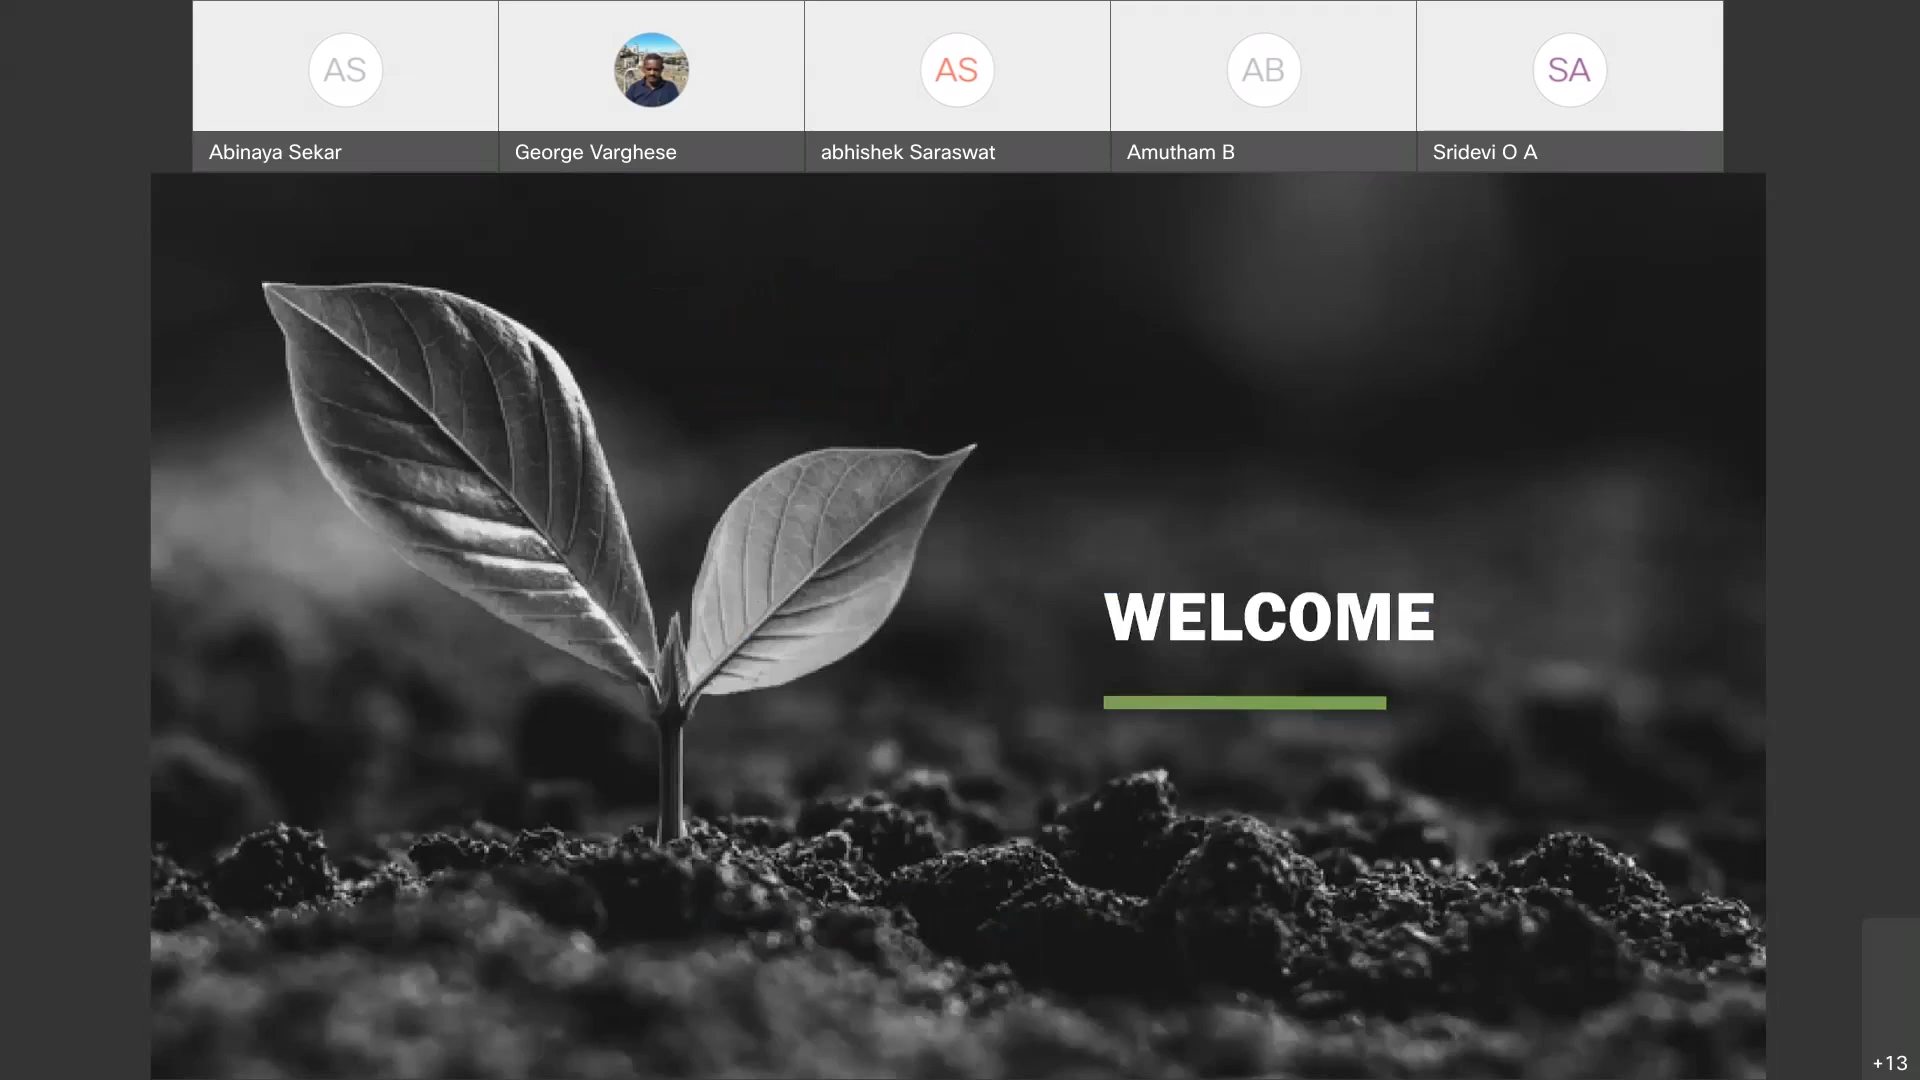 AS
AS
AB
SA
Abinaya Sekar
George Varghese
abhishek Saraswat
Amutham B
Sridevi O A
WELCOME
+13